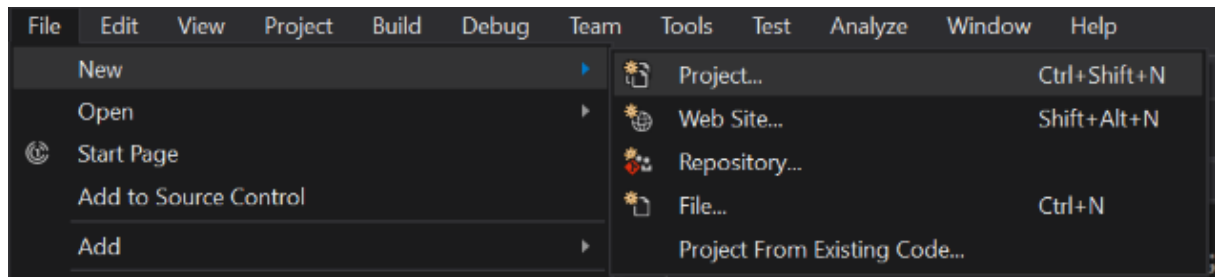 File Edit View Project Build Debug Team Tools Test Analyze Window Help
New
Open
Start Page
Add to Source Control
Add
Project... Ctrl+Shift+N
Web Site... Shift+Alt+N
Repository...
File... Ctrl+N
Project From Existing Code...